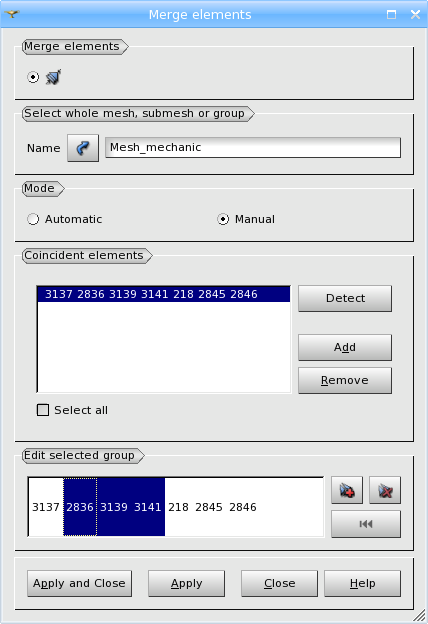 Merge elements
Merge elements
Select whole mesh, submesh or group
Name Mesh_mechanic
Mode
Automatic Manual
Coincident elements
3137 2836 3139 3141 218 2845 2846
Detect
Add
Remove
Select all
Edit selected group
3137 2836 3139 3141 218 2845 2846
Apply and Close Apply Close Help